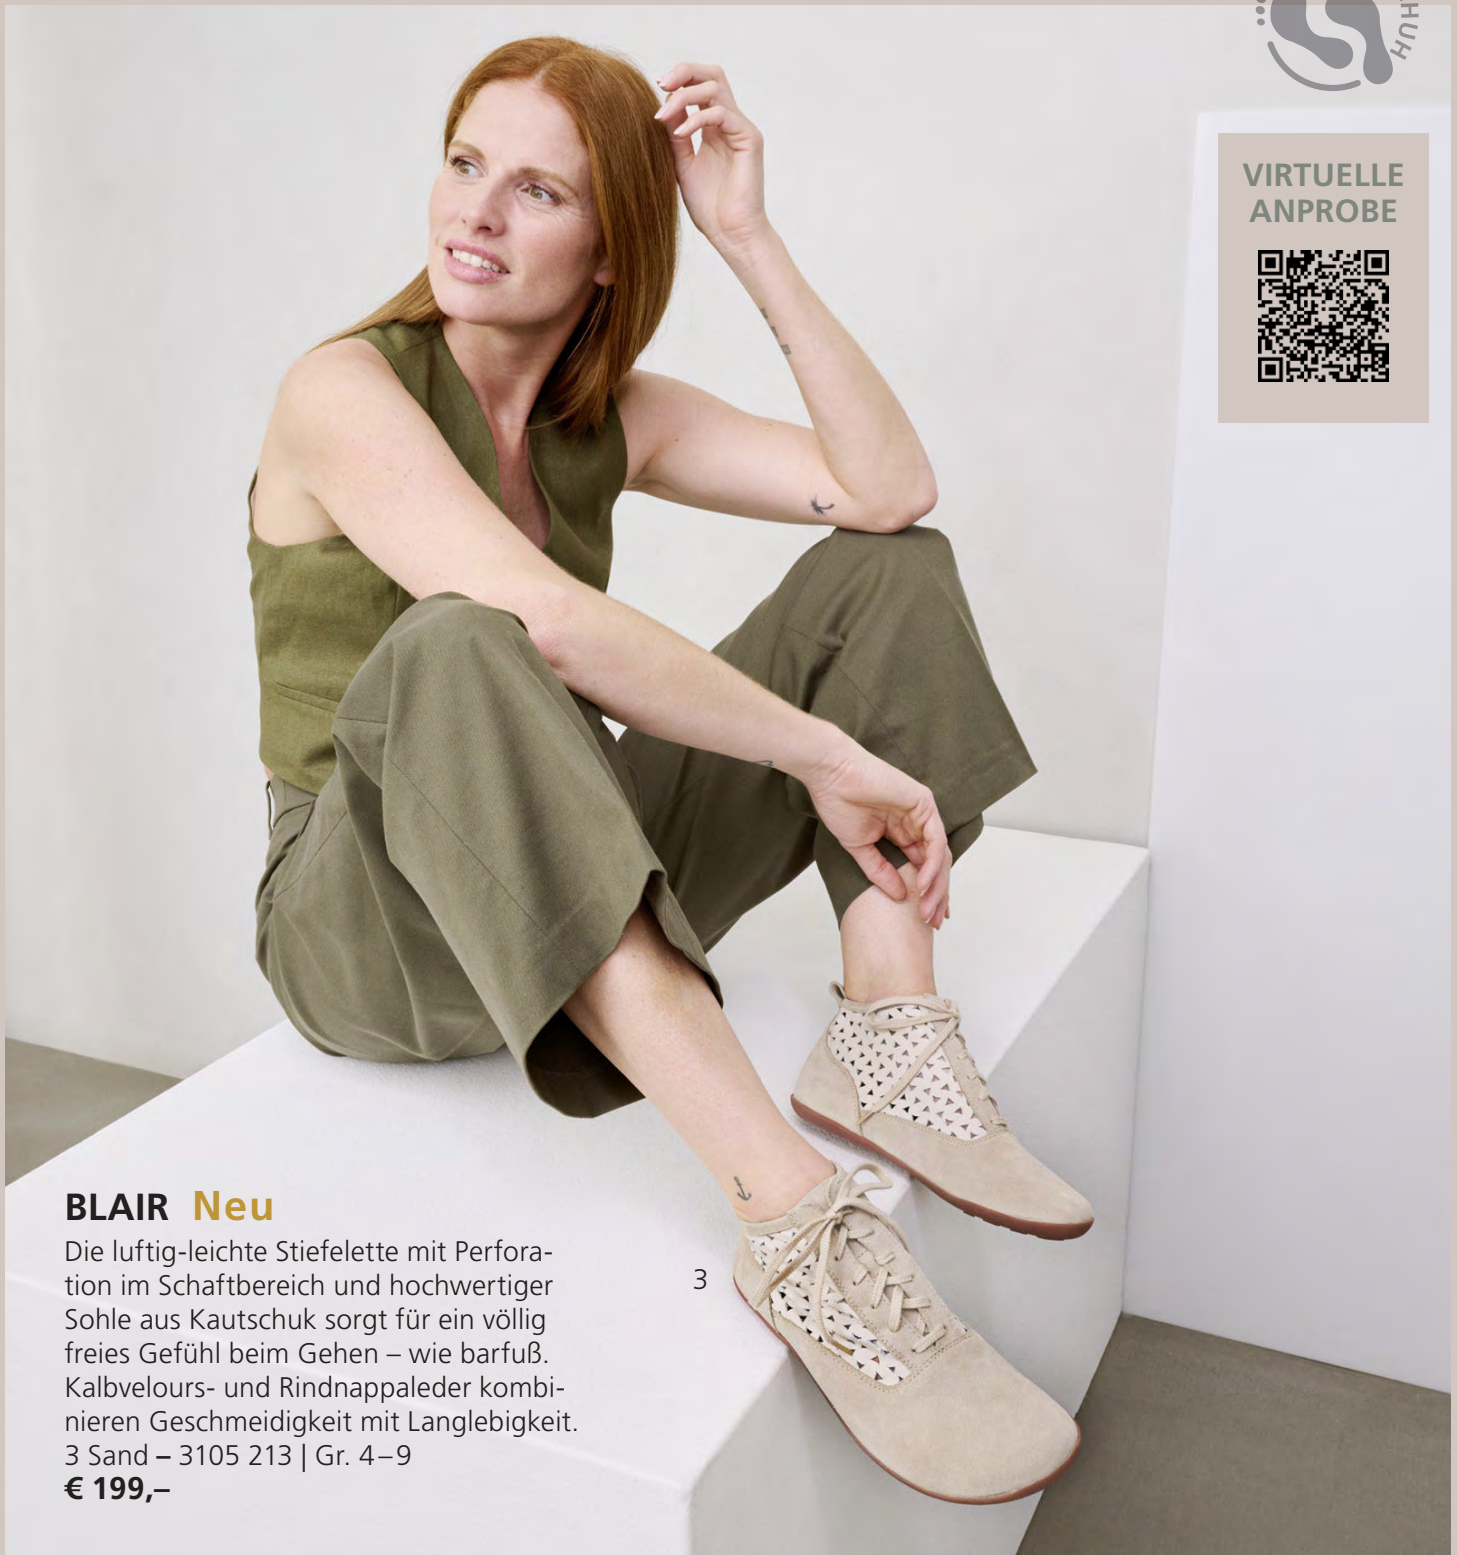 HUH
VIRTUELLE
ANPROBE
BLAIR Neu
Die luftig-leichte Stiefelette mit Perfora-
tion im Schaftbereich und hochwertiger
Sohle aus Kautschuk sorgt für ein völlig
freies Gefühl beim Gehen – wie barfuß.
Kalbvelours- und Rindnappaleder kombi-
nieren Geschmeidigkeit mit Langlebigkeit.
3 Sand – 3105 213 | Gr. 4–9
€ 199,–
3